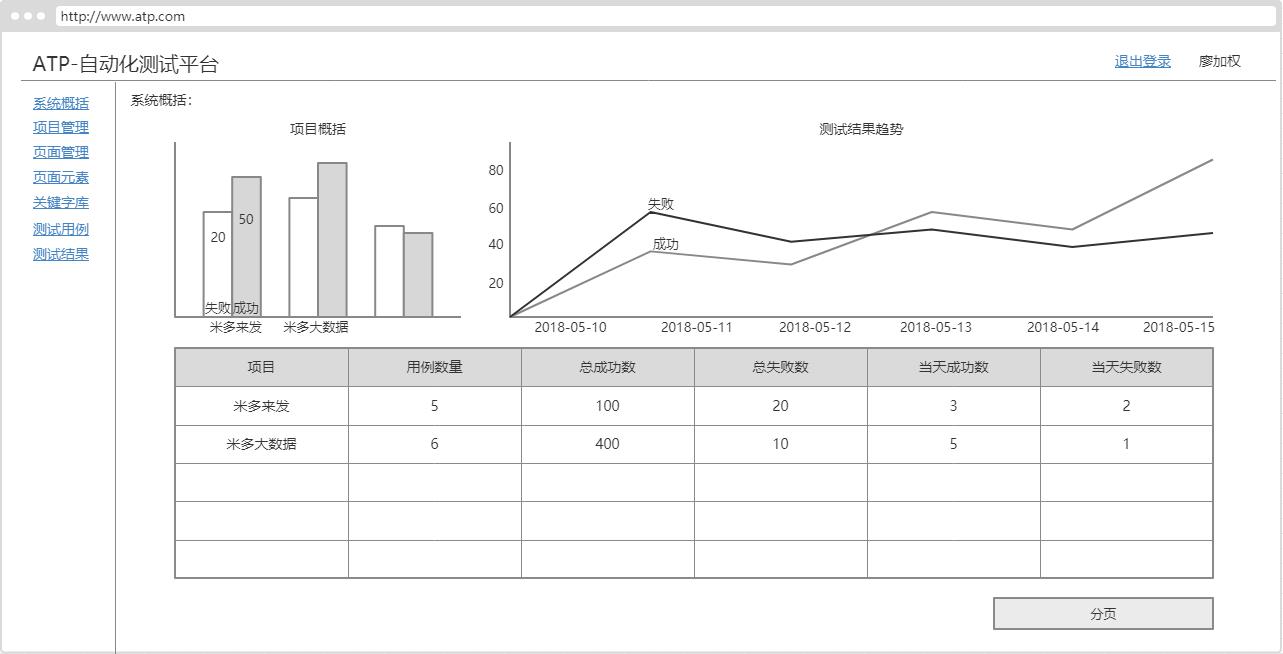 http://www.atp.com
ATP-自动化测试平台
退出登录 廖加权
系统概括
项目管理
页面管理
页面元素
关键字库
测试用例
测试结果
系统概括：
项目概括
50
20
失败 成功
米多来发 米多大数据
测试结果趋势
80
60
40
20
失败
成功
2018-05-10 2018-05-11 2018-05-12 2018-05-13 2018-05-14 2018-05-15
项目 用例数量 总成功数 总失败数 当天成功数 当天失败数
米多来发 5 100 20 3 2
米多大数据 6 400 10 5 1
分页